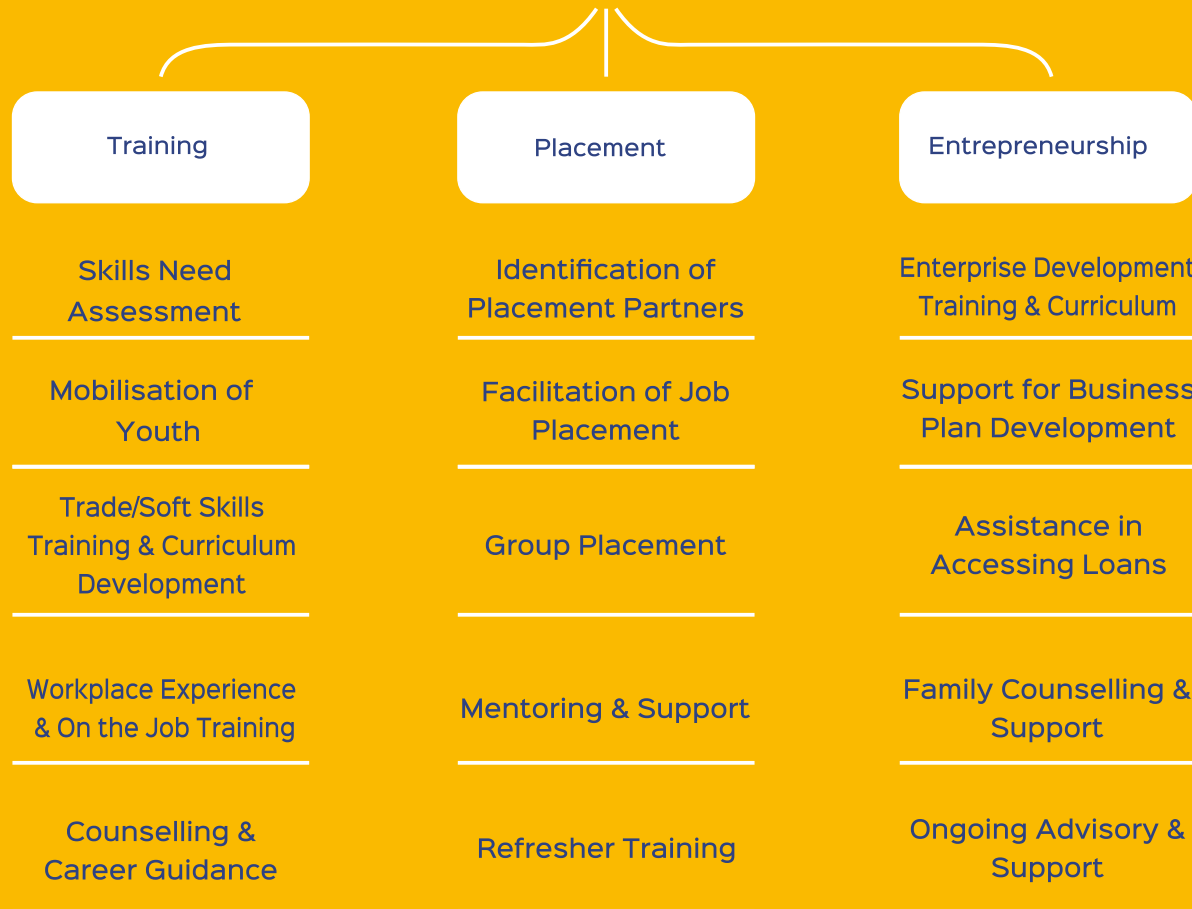 Training
Skills Need
Assessment
Mobilisation of
Youth
Trade/Soft Skills
Training & Curriculum
Development
Workplace Experience
& On the Job Training
Counselling &
Career Guidance
Placement
Identification of
Placement Partners
Facilitation of Job
Placement
Group Placement
Mentoring & Support
Refresher Training
Entrepreneurship
Enterprise Development
Training & Curriculum
Support for Business
Plan Development
Assistance in
Accessing Loans
Family Counselling &
Support
Ongoing Advisory &
Support